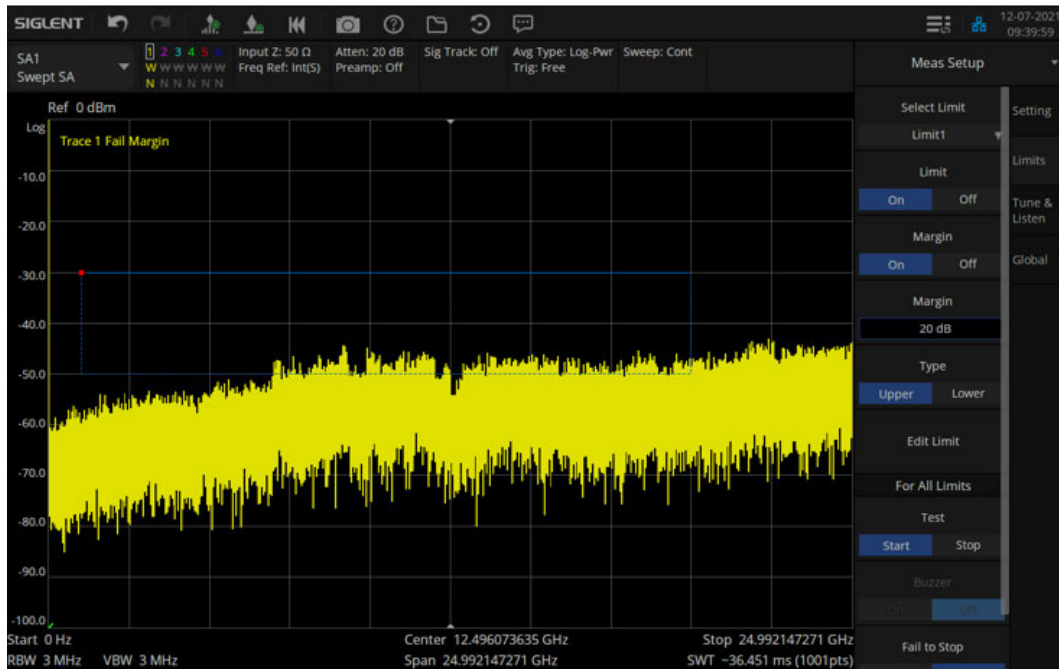 SIGLENT
12-07-2021
09:39:59
SA1
Swept SA
1 2 3 4 5 6
W W W W W W
N N N N N N
Input Z: 50 Ω
Freq Ref: Int(S)
Atten: 20 dB
Preamp: Off
Sig Track: Off
Avg Type: Log-Pwr
Trig: Free
Sweep: Cont
Meas Setup
Ref 0 dBm
Log
Trace 1 Fail Margin
-10.0
-20.0
-30.0
-40.0
-50.0
-60.0
-70.0
-80.0
-90.0
-100.0
Start 0 Hz
Center 12.496073635 GHz
Stop 24.992147271 GHz
RBW 3 MHz
VBW 3 MHz
Span 24.992147271 GHz
SWT ~36.451 ms (1001pts)
Select Limit
Limit1
Limit
On Off
Margin
On Off
Margin
20 dB
Type
Upper Lower
Edit Limit
For All Limits
Test
Start Stop
Buzzer
On Off
Fail to Stop
Setting
Limits
Tune &
Listen
Global